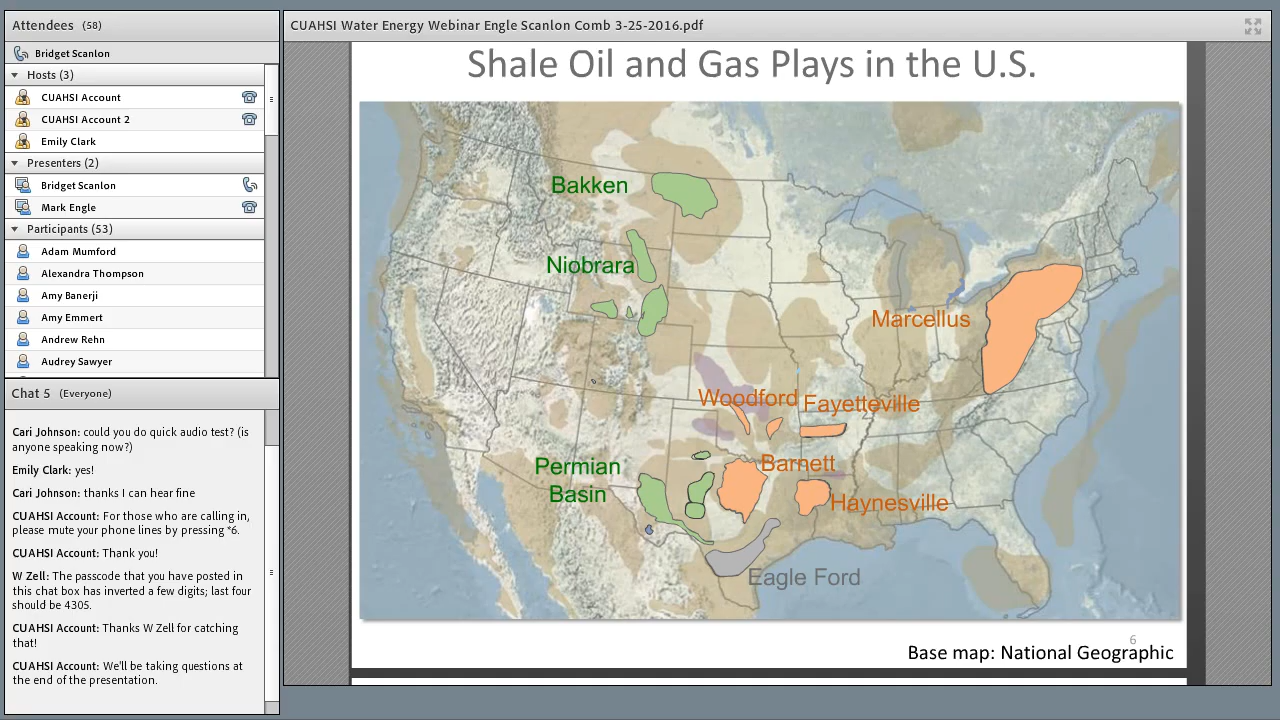 Attendees (58)
Bridget Scanlon
Hosts (3)
CUAHSI Account
CUAHSI Account 2
Emily Clark
Presenters (2)
Bridget Scanlon
Mark Engle
Participants (53)
Adam Mumford
Alexandra Thompson
Amy Banerji
Amy Emmert
Andrew Rehn
Audrey Sawyer
Chat 5 (Everyone)
Cari Johnson: could you do quick audio test? (is
anyone speaking now?)
Emily Clark: yes!
Cari Johnson: thanks I can hear fine
CUAHSI Account: For those who are calling in,
please mute your phone lines by pressing *6.
CUAHSI Account: Thank you!
W Zell: The passcode that you have posted in
this chat box has inverted a few digits; last four
should be 4305.
CUAHSI Account: Thanks W Zell for catching
that!
CUAHSI Account: We'll be taking questions at
the end of the presentation.
CUAHSI Water Energy Webinar Engle Scanlon Comb 3-25-2016.pdf
Shale Oil and Gas Plays in the U.S.
Bakken
Niobrara
Marcellus
Woodford
Fayetteville
Permian
Basin
Barnett
Haynesville
Eagle Ford
6
Base map: National Geographic